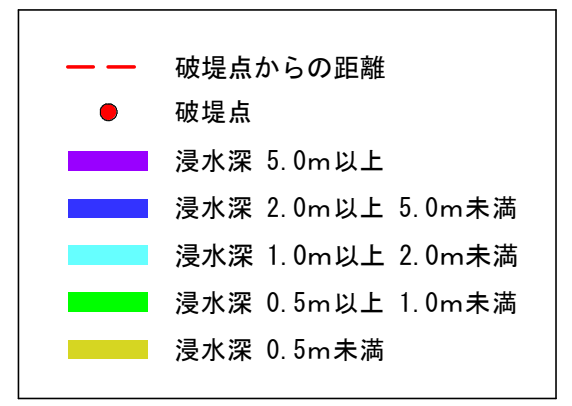 破堤点からの距離
破堤点
浸水深 5.0ｍ以上
浸水深 2.0ｍ以上 5.0ｍ未満
浸水深 1.0ｍ以上 2.0ｍ未満
浸水深 0.5ｍ以上 1.0ｍ未満
浸水深 0.5ｍ未満